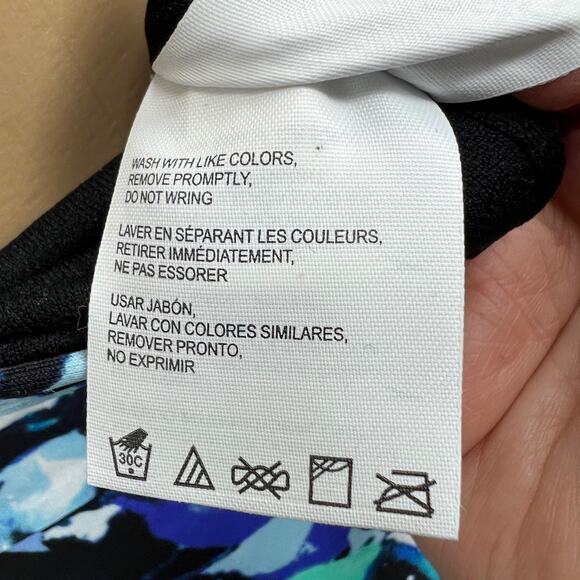 WASH WITH LIKE COLORS,
REMOVE PROMPTLY,
DO NOT WRING
LAVER EN SÉPARANT LES COULEURS,
RETIRER IMMÉDIATEMENT,
NE PAS ESSORER
USAR JABÓN,
LAVAR CON COLORES SIMILARES,
REMOVER PRONTO,
NO EXPRIMIR
30C